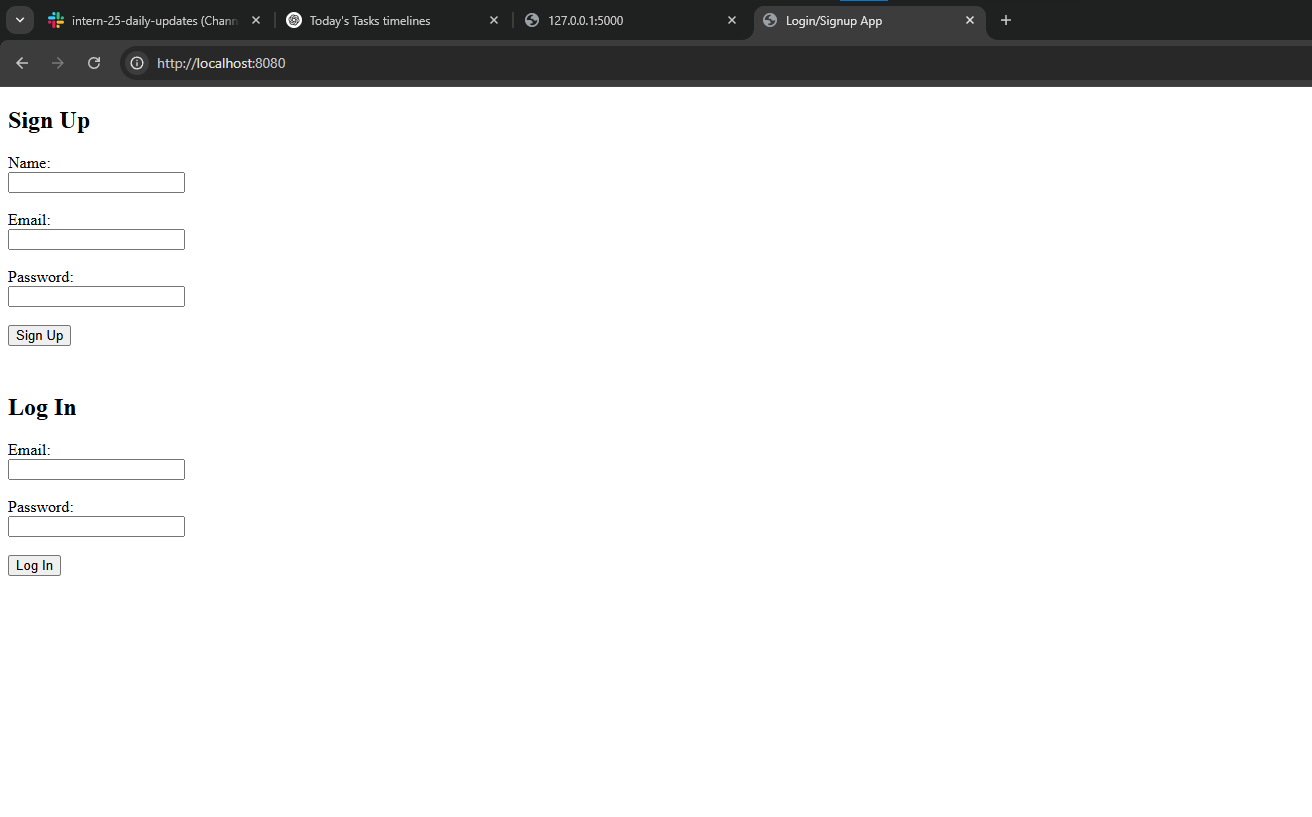 intern-25-daily-updates (Chann
Today's Tasks timelines
127.0.0.1:5000
Login/Signup App
http://localhost:8080
Sign Up
Name:
Email:
Password:
Sign Up
Log In
Email:
Password:
Log In